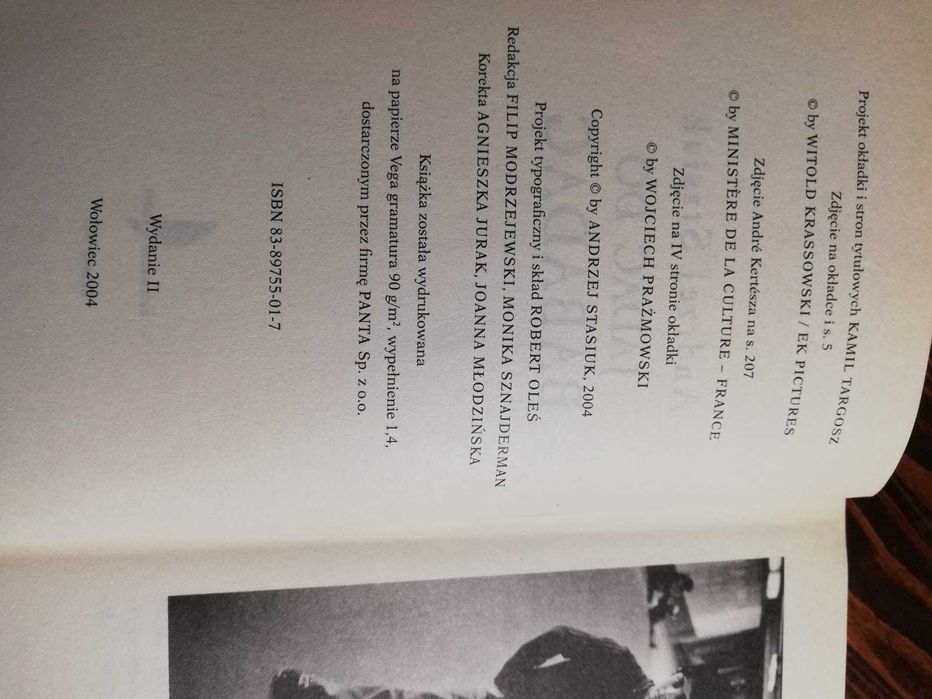 Projekt okładki i stron tytułowych KAMIL TARGOSZ
Zdjęcie na okładce i s. 5
© by WITOLD KRASSOWSKI / EK PICTURES
Zdjęcie André Kertésza na s. 207
© by MINISTÈRE DE LA CULTURE – FRANCE
Zdjęcie na IV stronie okładki
© by WOJCIECH PRAŻMOWSKI
Copyright © by ANDRZEJ STASIUK, 2004
Projekt typograficzny i skład ROBERT OLEŚ
Redakcja FILIP MODRZEJEWSKI, MONIKA SZNAJDERMAN
Korekta AGNIESZKA JURAK, JOANNA MŁODZIŃSKA
Książka została wydrukowana
na papierze Vega gramatura 90 g/m², wypełnienie 1,4,
dostarczonym przez firmę PANTA Sp. z o.o.
ISBN 83-89755-01-7
Wydanie II
Wołowiec 2004